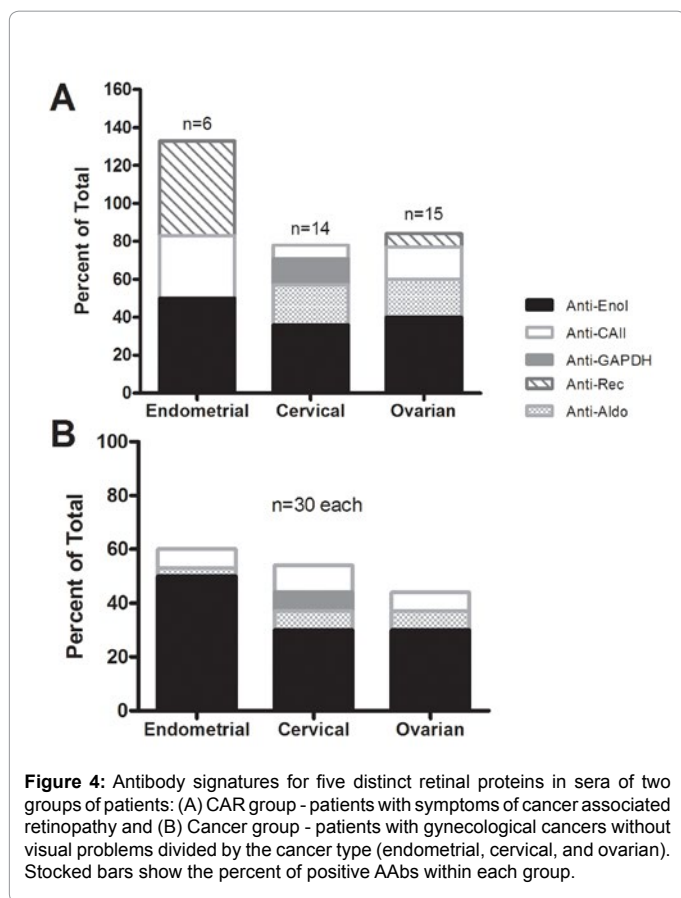 A
160
140
120
100
80
60
40
20
0
Percent of Total
n=6
n=14
n=15
Endometrial Cervical Ovarian
Anti-Enol
Anti-CAII
Anti-GAPDH
Anti-Rec
Anti-Aldo
B
100
80
60
40
20
0
Percent of Total
n=30 each
Endometrial Cervical Ovarian
Figure 4: Antibody signatures for five distinct retinal proteins in sera of two
groups of patients: (A) CAR group - patients with symptoms of cancer associated
retinopathy and (B) Cancer group - patients with gynecological cancers without
visual problems divided by the cancer type (endometrial, cervical, and ovarian).
Stocked bars show the percent of positive AAbs within each group.